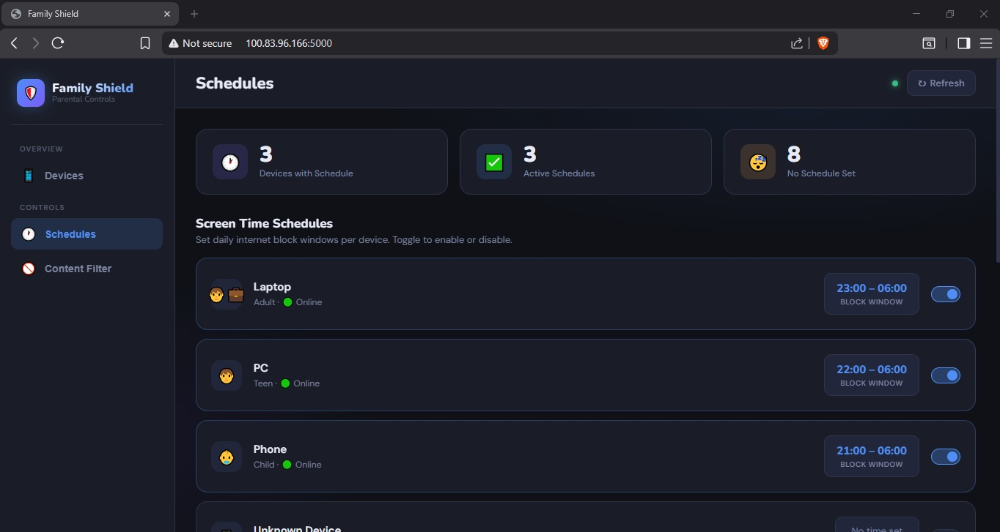 Family Shield
Not secure 100.83.96.166:5000
Family Shield
Parental Controls
OVERVIEW
Devices
CONTROLS
Schedules
Content Filter
Schedules
↻ Refresh
3
Devices with Schedule
3
Active Schedules
8
No Schedule Set
Screen Time Schedules
Set daily internet block windows per device. Toggle to enable or disable.
Laptop
Adult · Online
23:00 – 06:00
BLOCK WINDOW
PC
Teen · Online
22:00 – 06:00
BLOCK WINDOW
Phone
Child · Online
21:00 – 06:00
BLOCK WINDOW
Unknown Device
No time set